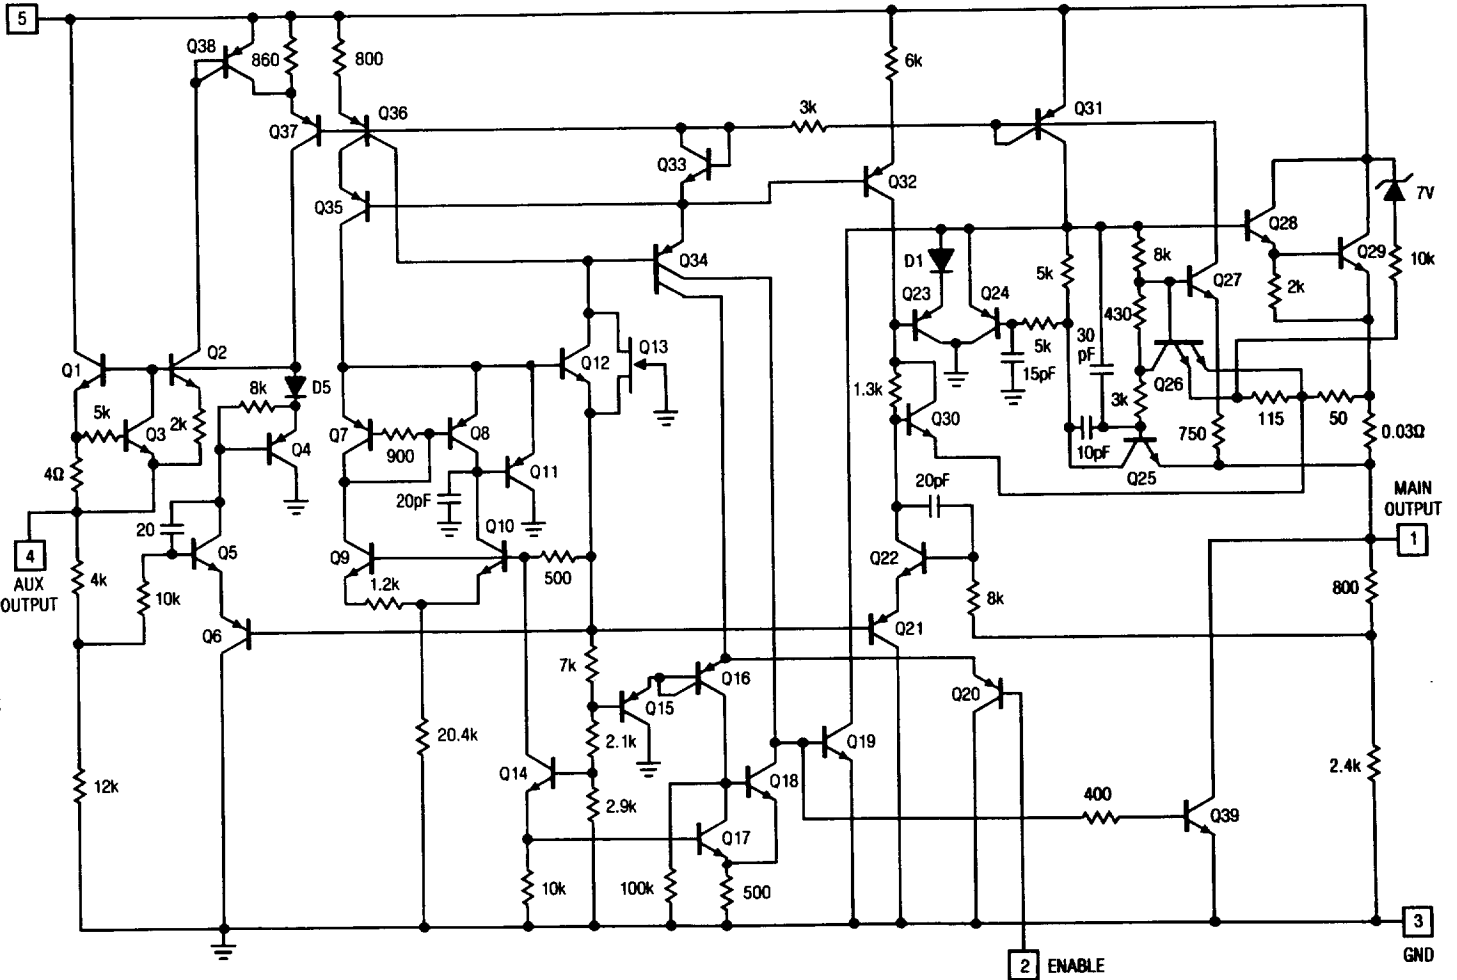 5
Q38
860
800
6k
Q37
Q36
3k
Q31
Q33
Q32
Q35
7V
Q34
Q28
Q29
10k
8k
D1
5k
Q27
2k
Q23
Q24
430
30
pF
Q1
Q2
Q12
Q13
5k
15pF
Q26
8k
D5
1.3k
3k
115
50
5k
Q3
2k
Q7
Q8
Q30
750
0.03Ω
900
Q4
10pF
4Ω
Q11
Q25
20pF
20pF
MAIN
OUTPUT
20
Q10
1
4
Q5
Q9
Q22
AUX
OUTPUT
4k
1.2k
500
800
10k
8k
Q6
Q21
7k
Q16
Q20
Q15
20.4k
2.1k
Q19
Q14
Q18
2.4k
12k
2.9k
400
Q39
Q17
10k
100k
500
3
GND
2 ENABLE